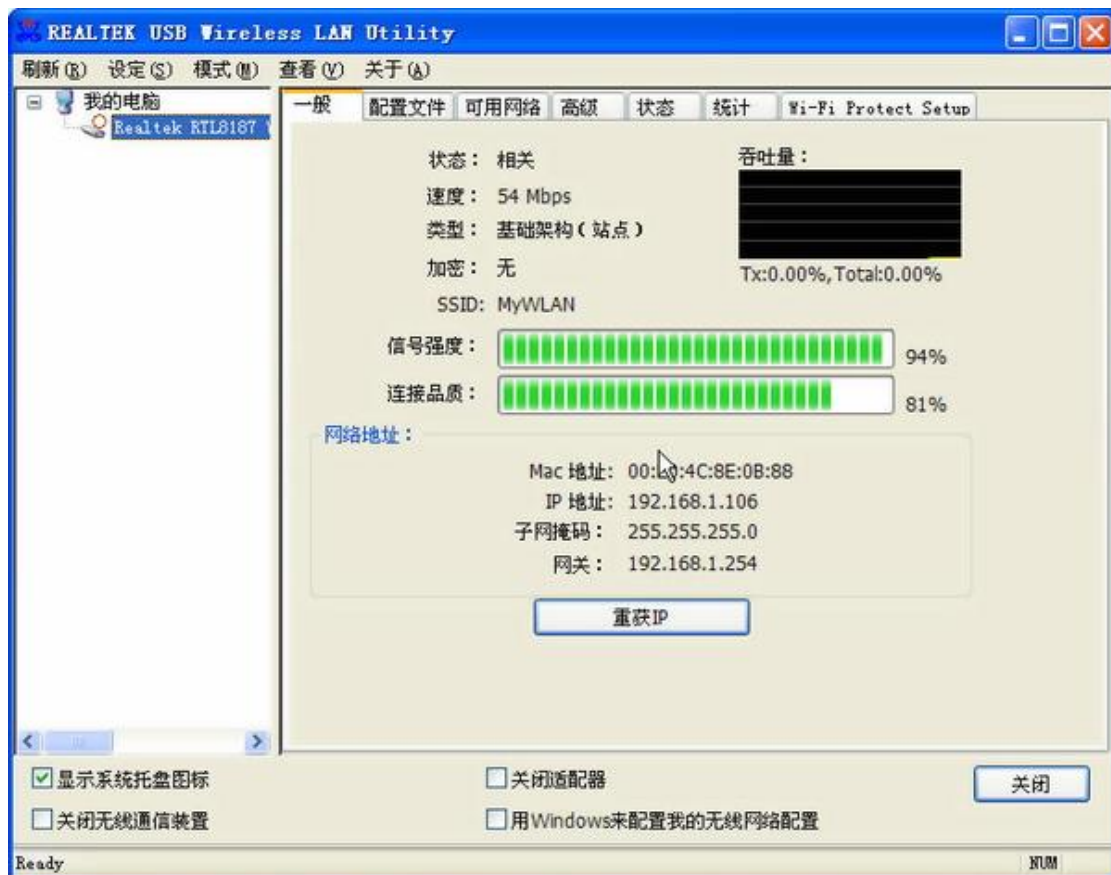 REALTEK USB Wireless LAN Utility
刷新(R) 设定(S) 模式(M) 查看(V) 关于(A)
我的电脑
Realtek RTL8187
一般 配置文件 可用网络 高级 状态 统计 Wi-Fi Protect Setup
状态： 相关
速度： 54 Mbps
类型： 基础架构(站点)
加密： 无
SSID: MyWLAN
吞吐量：
Tx:0.00%,Total:0.00%
信号强度： 94%
连接品质： 81%
网络地址：
Mac 地址: 4C:8E:0B:88
IP 地址: 192.168.1.106
子网掩码： 255.255.255.0
网关： 192.168.1.254
重获IP
显示系统托盘图标
关闭适配器
关闭
关闭无线通信装置
用Windows来配置我的无线网络配置
Ready NUM